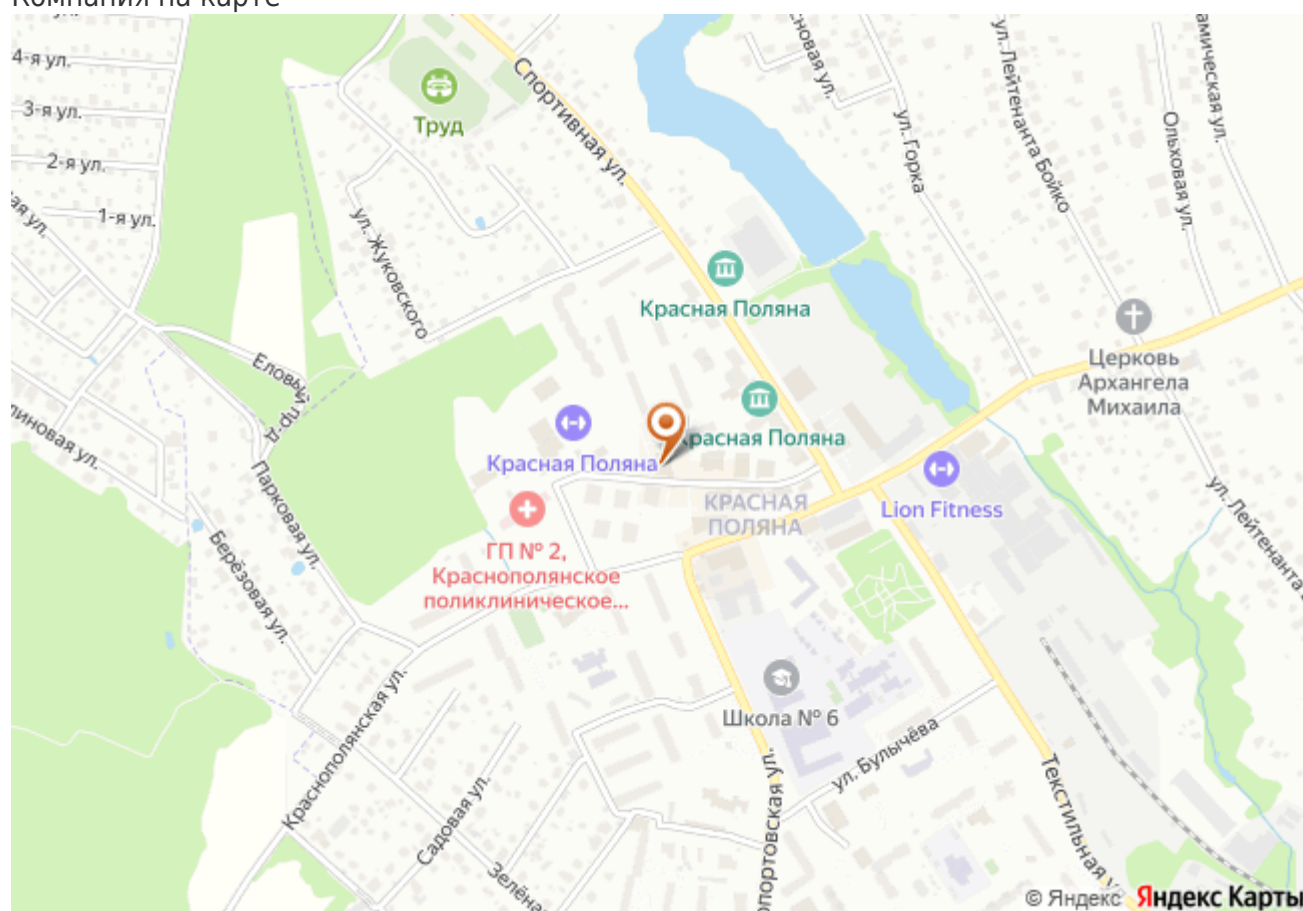 Компания на карте
4-я ул.
3-я ул.
2-я ул.
1-я ул.
Труд
Спортивная ул.
ул. Горка
ул. Лейтенанта Бойко
Ольховая ул.
ул. Жуковского
Красная Поляна
Церковь
Архангела
Михаила
Еловый
пр-д
Красная Поляна
Красная Поляна
КРАСНАЯ
ПОЛЯНА
Lion Fitness
ул. Лейтенанта
Парковая ул.
Берёзовая ул.
ГП № 2,
Краснополянское
поликлиническое...
Школа № 6
ул. Булычёва
Краснополянская ул.
Садовая ул.
Текстильная
© Яндекс Яндекс Карты